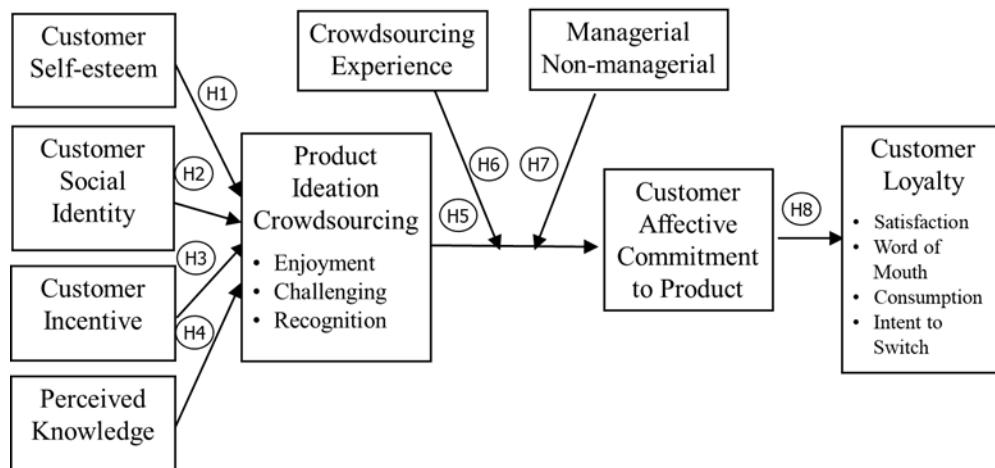 Customer
Self-esteem
H1
Customer
Social
Identity
H2
Customer
Incentive
H3
H4
Perceived
Knowledge
Product
Ideation
Crowdsourcing
• Enjoyment
• Challenging
• Recognition
Crowdsourcing
Experience
Managerial
Non-managerial
H5
H6
H7
Customer
Affective
Commitment
to Product
H8
Customer
Loyalty
• Satisfaction
• Word of
Mouth
• Consumption
• Intent to
Switch